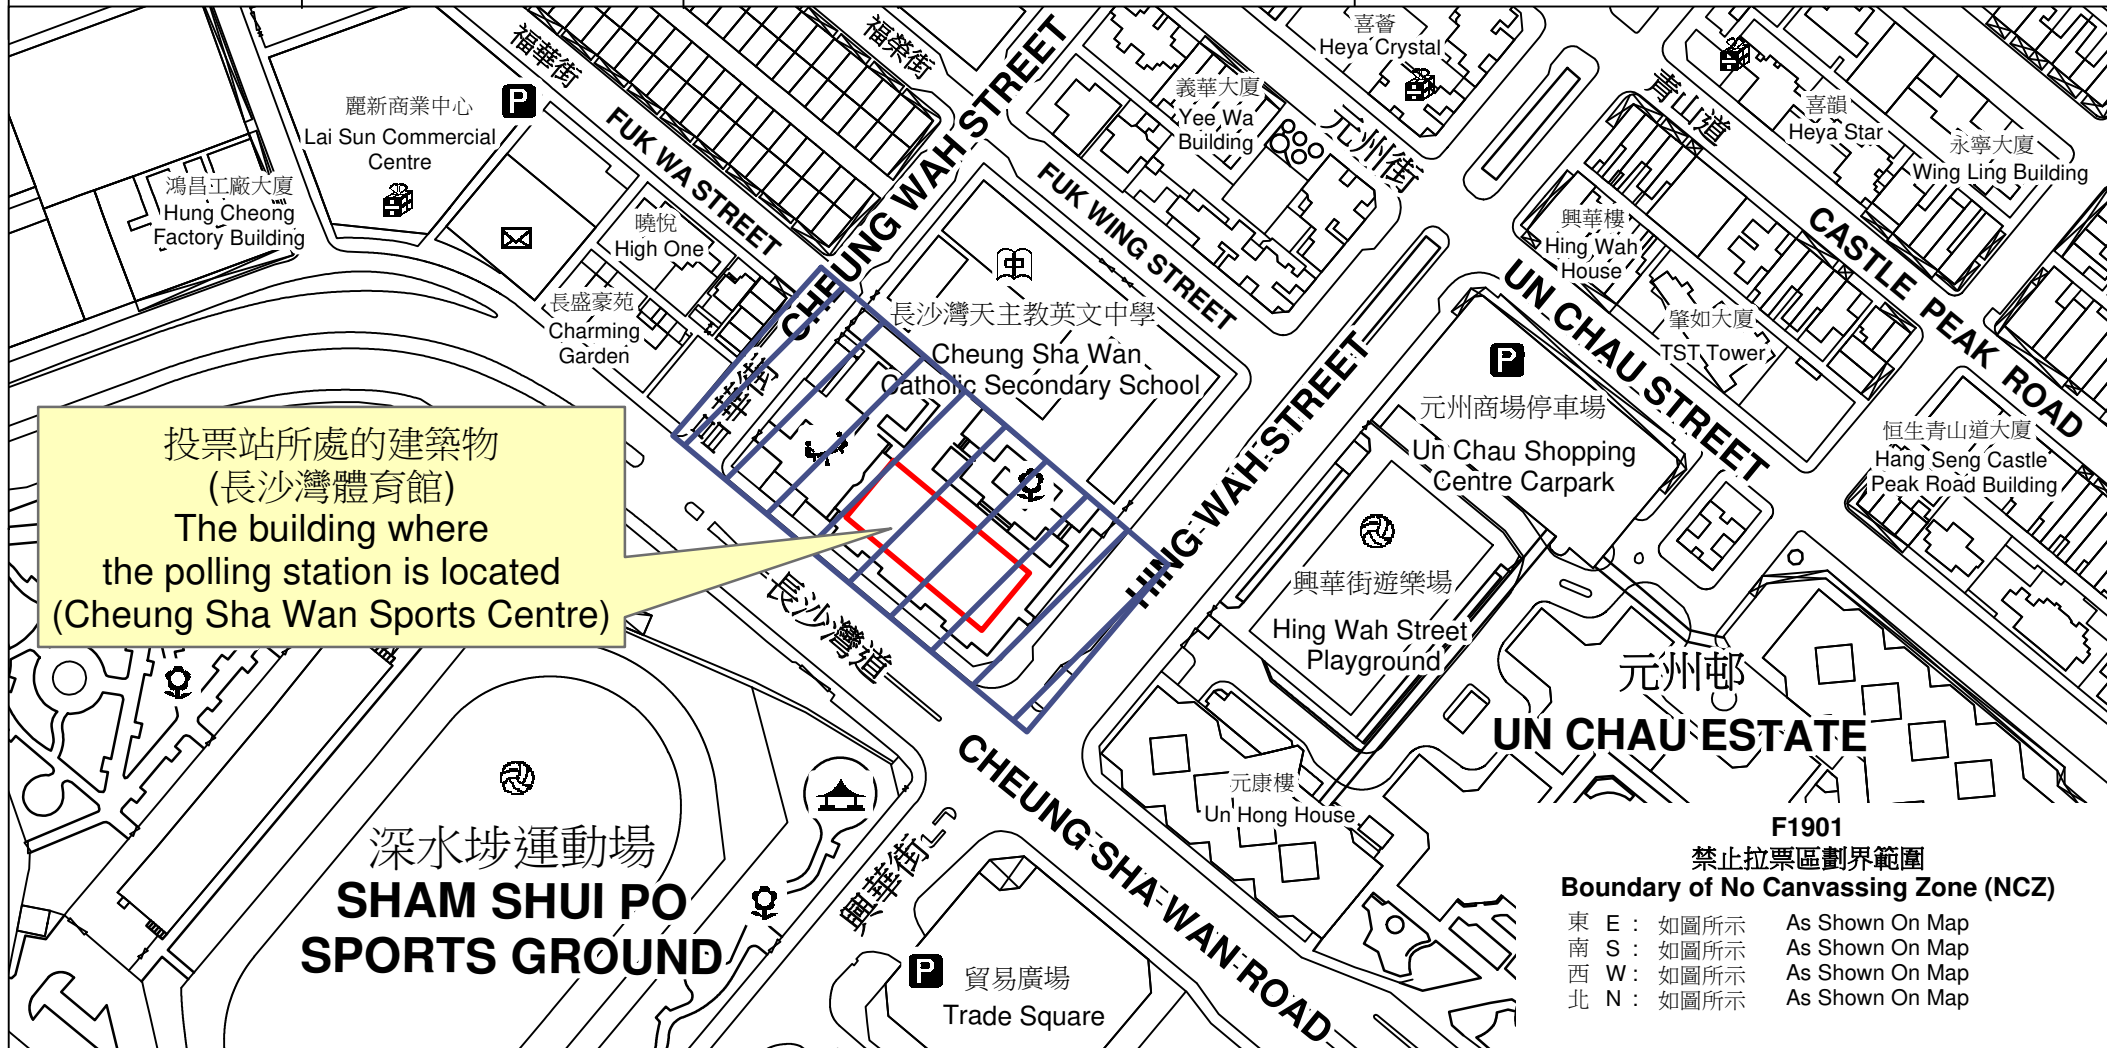 福華街
福榮街
喜薈
Heya Crystal
麗新商業中心
Lai Sun Commercial
Centre
P
FUK WA STREET
CHEUNG WAH STREET
義華大廈
Yee Wa
Building
元州街
青山道
喜韻
Heya Star
永寧大廈
Wing Ling Building
鴻昌工廠大廈
Hung Cheong
Factory Building
曉悅
High One
FUK WING STREET
興華樓
Hing Wah
House
CASTLE PEAK ROAD
中
長盛豪苑
Charming
Garden
長沙灣天主教英文中學
Cheung Sha Wan
Catholic Secondary School
UN CHAU STREET
肇如大廈
TST Tower
昌華街
HING WAH STREET
P
元州商場停車場
Un Chau Shopping
Centre Carpark
恒生青山道大廈
Hang Seng Castle
Peak Road Building
投票站所處的建築物
(長沙灣體育館)
The building where
the polling station is located
(Cheung Sha Wan Sports Centre)
長沙灣道
興華街遊樂場
Hing Wah Street
Playground
元州邨
UN CHAU ESTATE
元康樓
Un Hong House
CHEUNG SHA WAN ROAD
深水埗運動場
SHAM SHUI PO
SPORTS GROUND
興華街
P
貿易廣場
Trade Square
F1901
禁止拉票區劃界範圍
Boundary of No Canvassing Zone (NCZ)
東 E : 如圖所示 As Shown On Map
南 S : 如圖所示 As Shown On Map
西 W : 如圖所示 As Shown On Map
北 N : 如圖所示 As Shown On Map